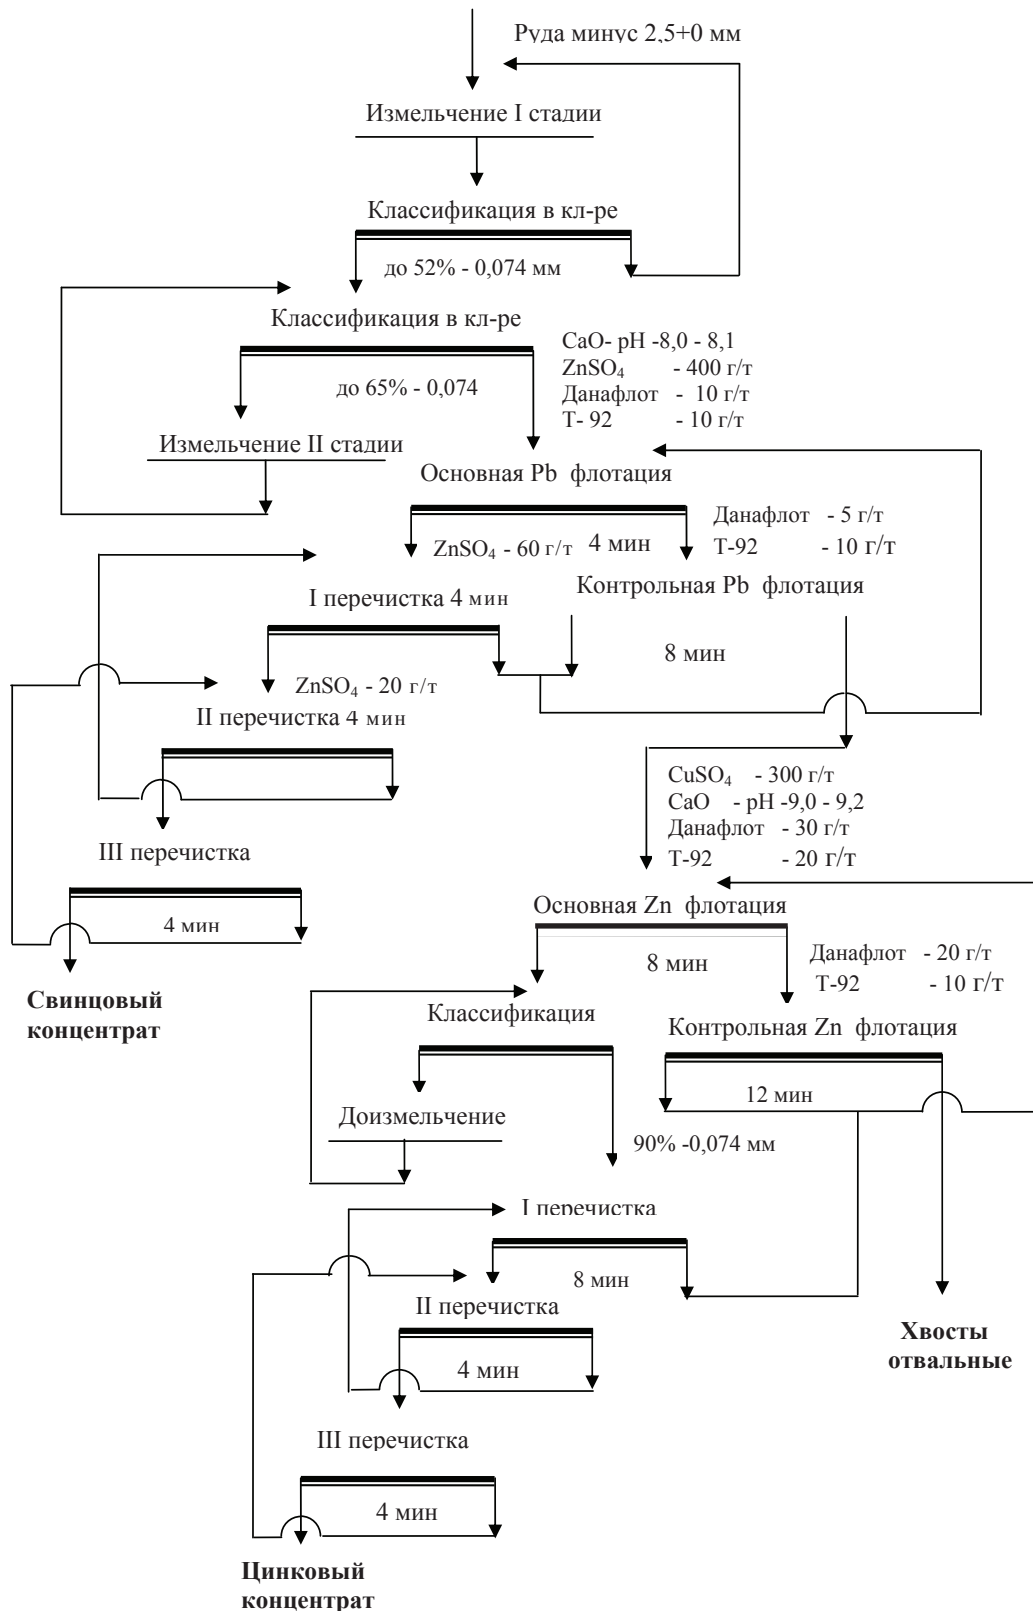 Руда минус 2,5+0 мм
Измельчение I стадии
Классификация в кл-ре
до 52% - 0,074 мм
Классификация в кл-ре
до 65% - 0,074
CaO- pH -8,0 - 8,1
ZnSO₄ - 400 г/т
Данафлот - 10 г/т
Т- 92 - 10 г/т
Измельчение II стадии
Основная Pb флотация
Данафлот - 5 г/т
Т-92 - 10 г/т
ZnSO₄ - 60 г/т
4 мин
Контрольная Pb флотация
I перечистка 4 мин
8 мин
ZnSO₄ - 20 г/т
II перечистка 4 мин
CuSO₄ - 300 г/т
CaO - pH -9,0 - 9,2
Данафлот - 30 г/т
Т-92 - 20 г/т
III перечистка
4 мин
Свинцовый
концентрат
Основная Zn флотация
8 мин
Данафлот - 20 г/т
Т-92 - 10 г/т
Классификация
Контрольная Zn флотация
12 мин
Доизмельчение
90% -0,074 мм
I перечистка
8 мин
II перечистка
4 мин
Хвосты
отвальные
III перечистка
4 мин
Цинковый
концентрат